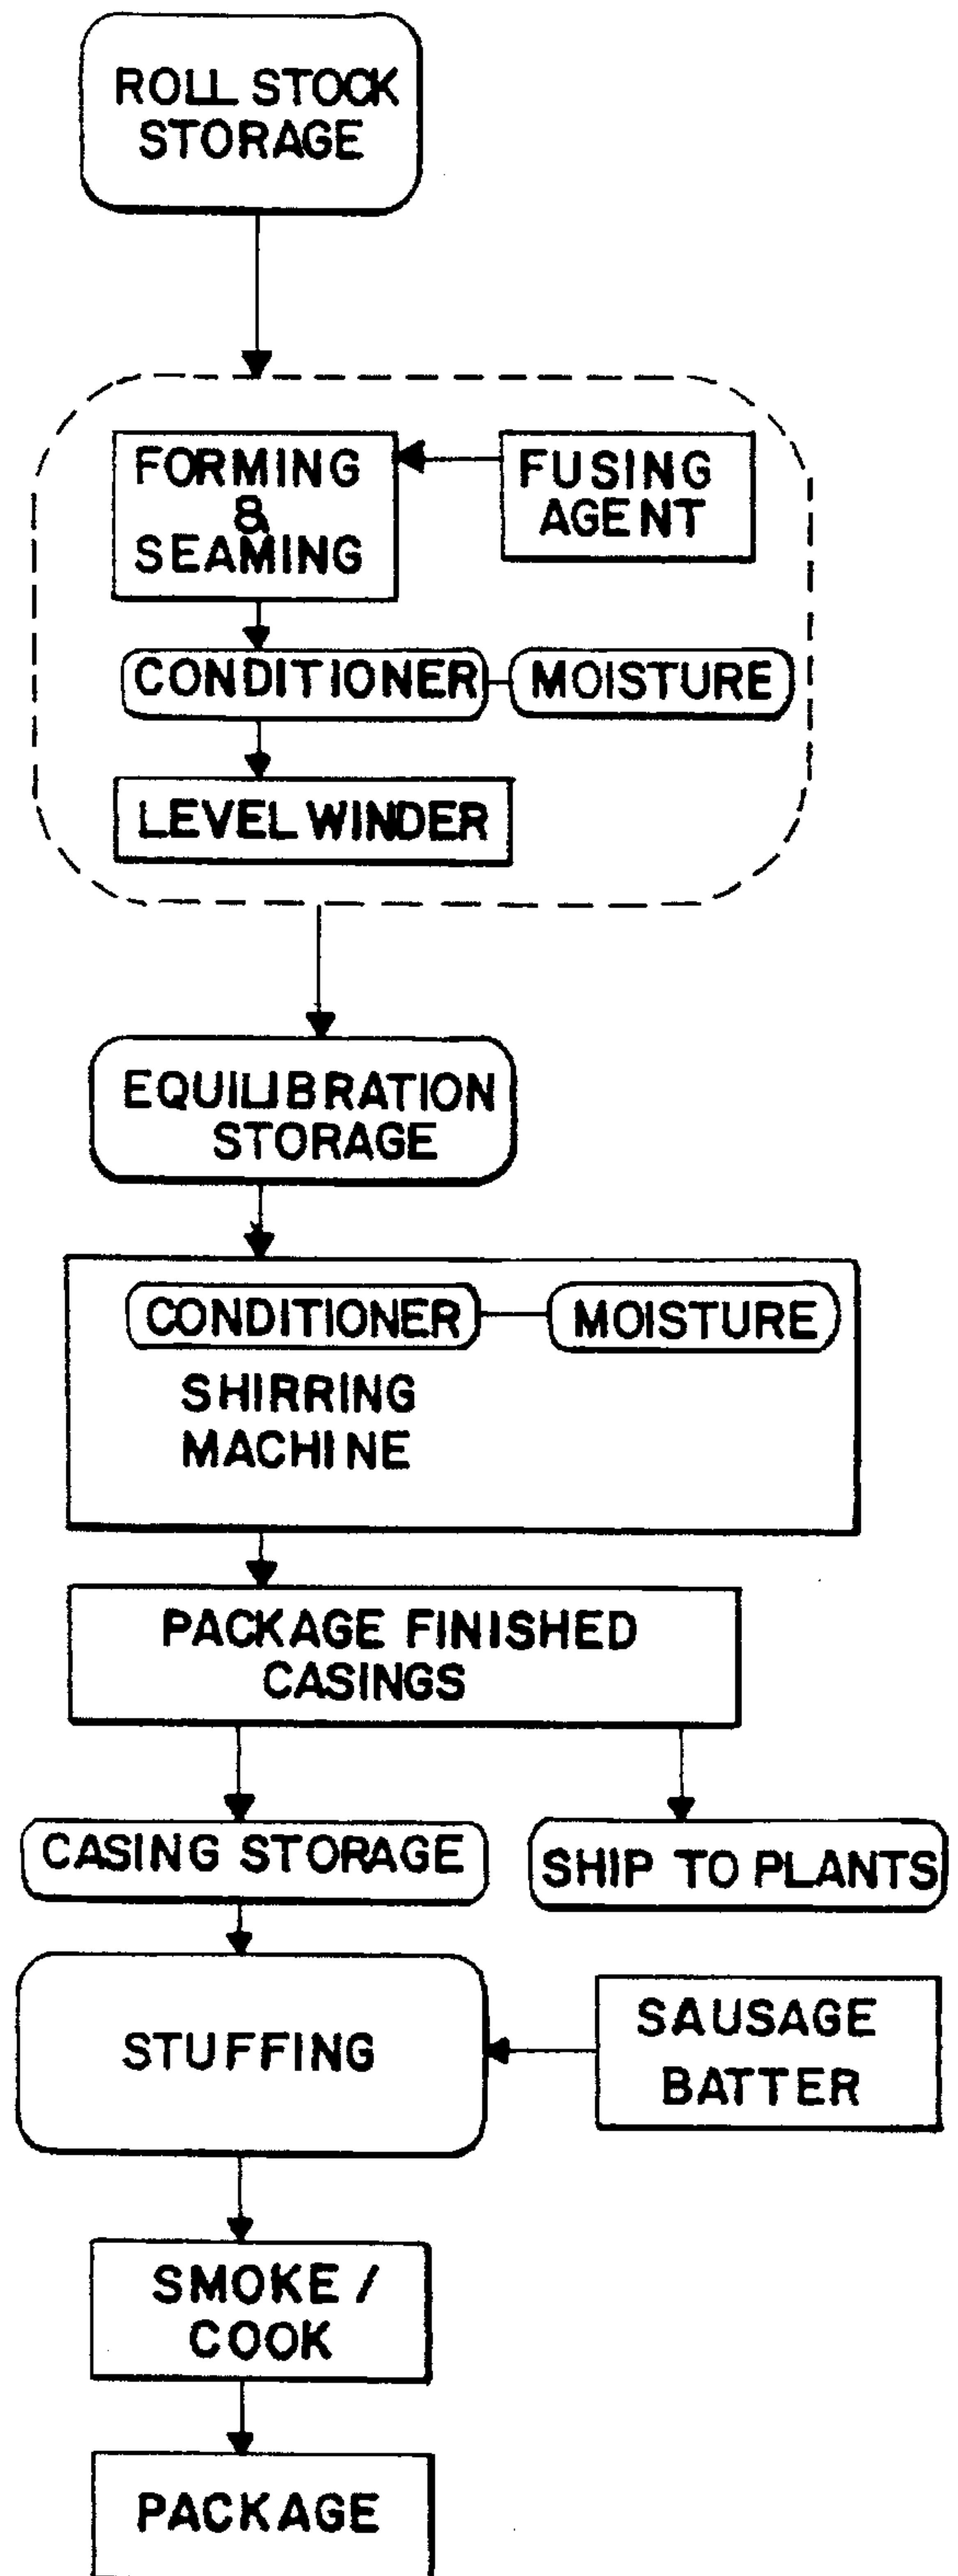 ROLL STOCK
STORAGE
FORMING
&
SEAMING
FUSING
AGENT
CONDITIONER
MOISTURE
LEVEL WINDER
EQUILIBRATION
STORAGE
CONDITIONER
MOISTURE
SHIRRING
MACHINE
PACKAGE FINISHED
CASINGS
CASING STORAGE
SHIP TO PLANTS
STUFFING
SAUSAGE
BATTER
SMOKE /
COOK
PACKAGE